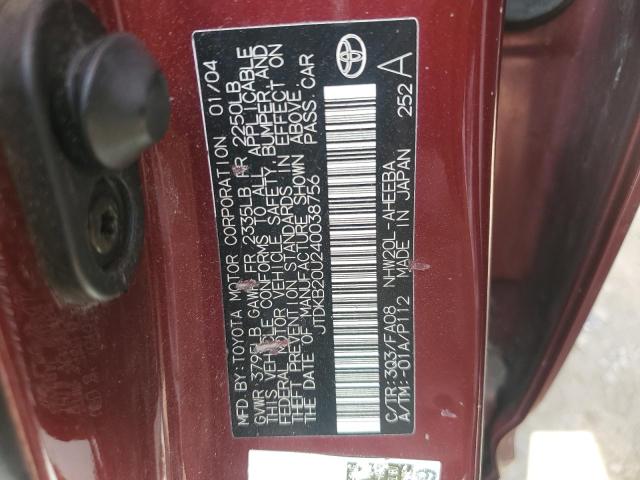 MFD. BY: TOYOTA MOTOR CORPORATION 01/04
GVWR 3795LB GAWR FR 2335LB RR 2250LB
THIS VEHICLE CONFORMS TO ALL APPLICABLE
FEDERAL MOTOR VEHICLE SAFETY, BUMPER, AND
THEFT PREVENTION STANDARDS IN EFFECT ON
THE DATE OF MANUFACTURE SHOWN ABOVE.
JTDKB20U240038756 PASS. CAR
C/TR: 3Q3/FA08 NHW20L-AHEEBA
A/TM: -01A/P112 MADE IN JAPAN 252 A